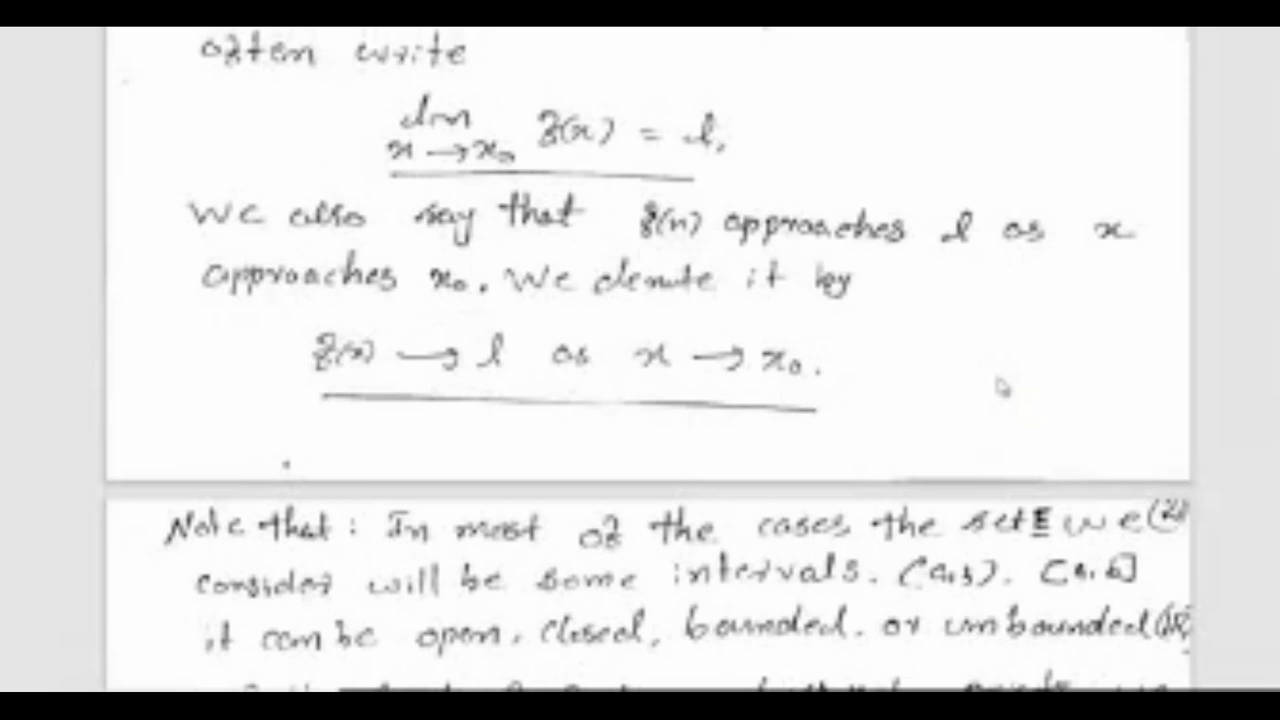 often write
lim
x → x₀ f(x) = l,
We also say that f(x) approaches l as x
approaches x₀. We denote it by
f(x) → l as x → x₀.
Note that: In most of the cases the set E we
consider will be some intervals. (a,b). [a,b]
it can be open, closed, bounded, or unbounded